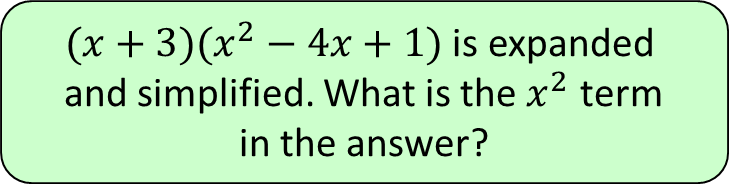 (x + 3)(x² − 4x + 1) is expanded
and simplified. What is the x² term
in the answer?